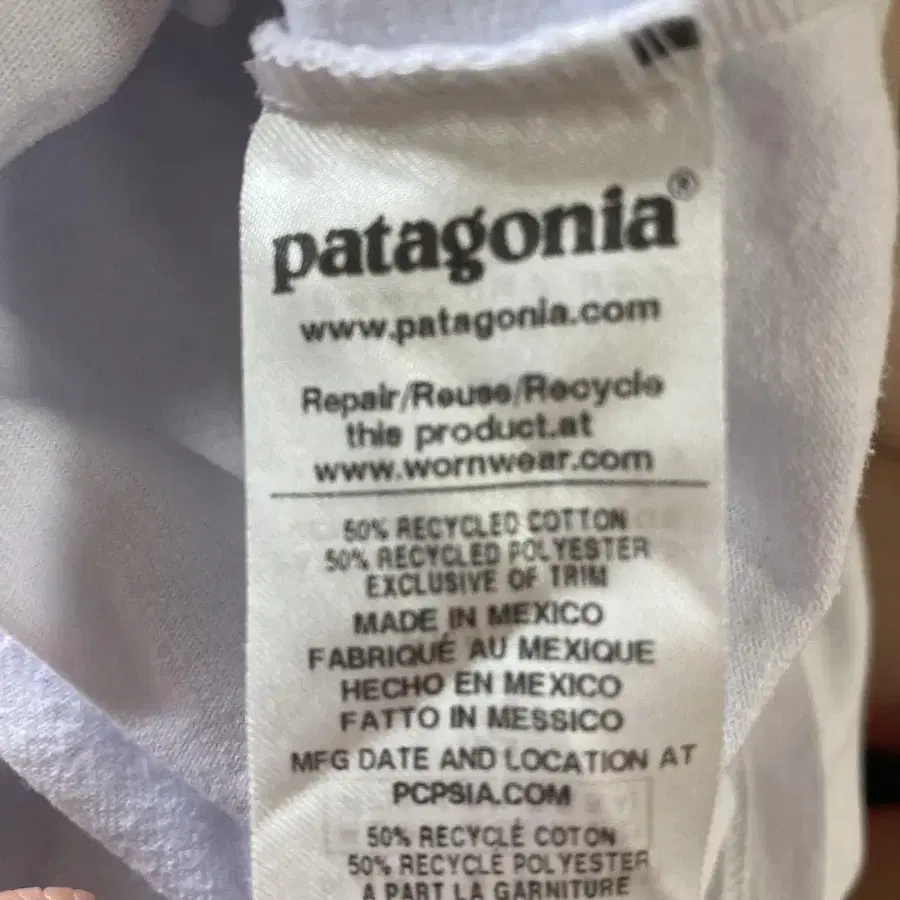 patagonia®
www.patagonia.com
Repair/Reuse/Recycle
this product at
www.wornwear.com
50% RECYCLED COTTON
50% RECYCLED POLYESTER
EXCLUSIVE OF TRIM
MADE IN MEXICO
FABRIQUÉ AU MEXIQUE
HECHO EN MEXICO
FATTO IN MESSICO
MFG DATE AND LOCATION AT
PCPSIA.COM
50% RECYCLÉ COTON
50% RECYCLÉ POLYESTER
A PART LA GARNITURE